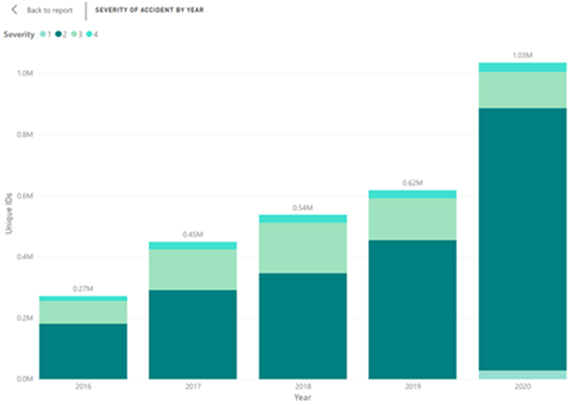 Back to report SEVERITY OF ACCIDENT BY YEAR
Severity 1 2 3 4
1.03M
1.0M
0.8M
0.62M
0.6M
0.54M
0.45M
0.4M
0.27M
0.2M
0.0M
Unique IDs
2016 2017 2018 2019 2020
Year